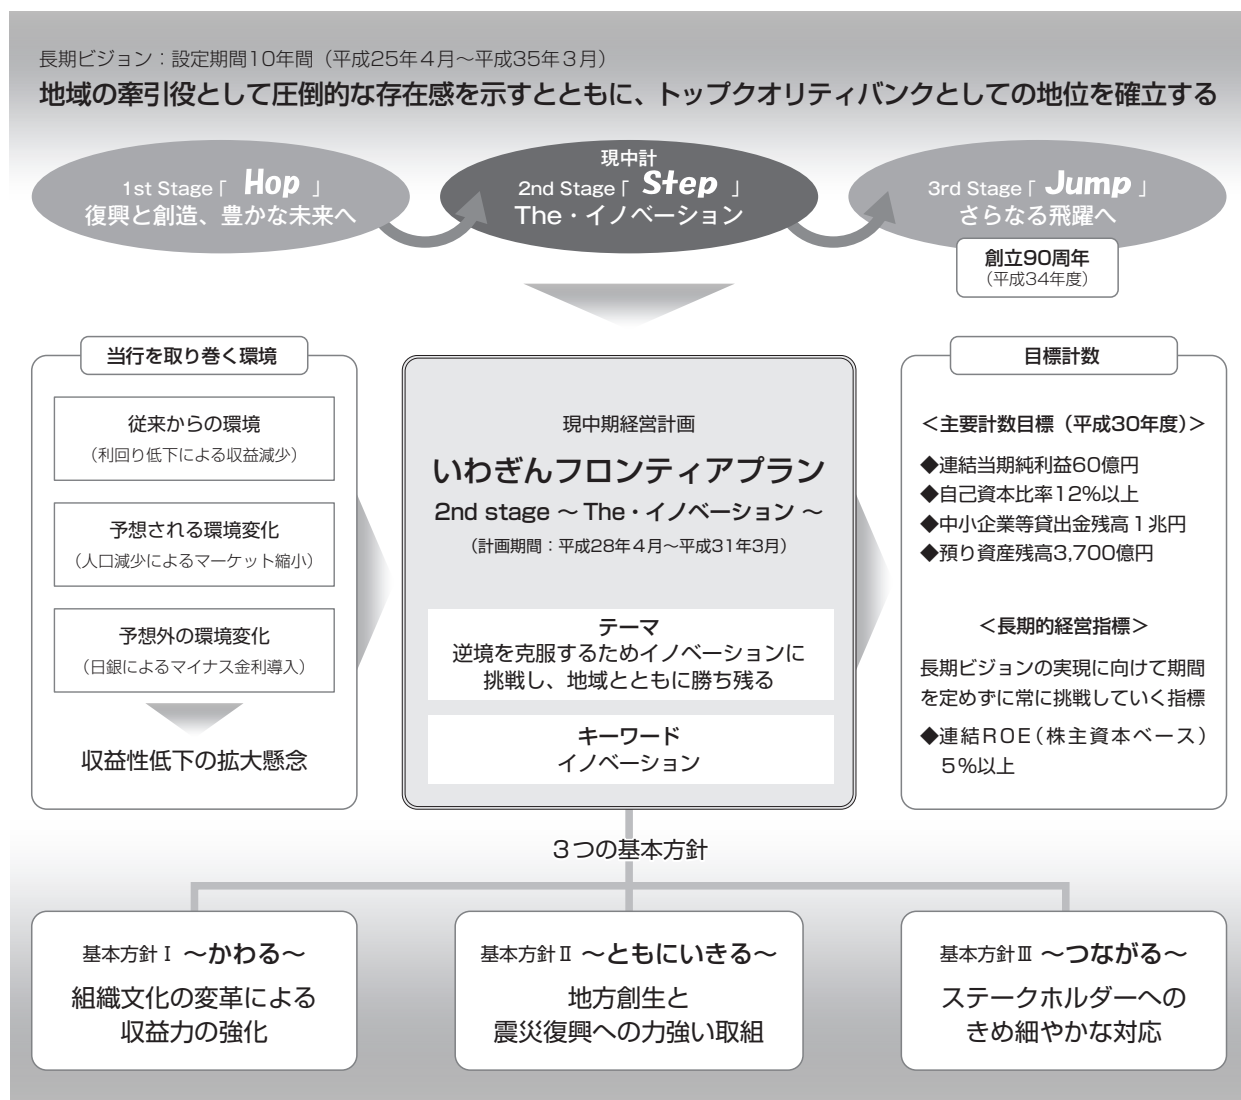 長期ビジョン：設定期間10年間（平成25年４月～平成35年３月）
地域の牽引役として圧倒的な存在感を示すとともに、トップクオリティバンクとしての地位を確立する
1st Stage「 Hop 」
復興と創造、豊かな未来へ
現中計
2nd Stage「 Step 」
The・イノベーション
3rd Stage「 Jump 」
さらなる飛躍へ
創立90周年
（平成34年度）
当行を取り巻く環境
従来からの環境
（利回り低下による収益減少）
予想される環境変化
（人口減少によるマーケット縮小）
予想外の環境変化
（日銀によるマイナス金利導入）
収益性低下の拡大懸念
現中期経営計画
いわぎんフロンティアプラン
2nd stage ～ The・イノベーション ～
（計画期間：平成28年４月～平成31年3月）
テーマ
逆境を克服するためイノベーションに
挑戦し、地域とともに勝ち残る
キーワード
イノベーション
目標計数
＜主要計数目標（平成30年度）＞
◆連結当期純利益60億円
◆自己資本比率12%以上
◆中小企業等貸出金残高１兆円
◆預り資産残高3,700億円
＜長期的経営指標＞
長期ビジョンの実現に向けて期間
を定めずに常に挑戦していく指標
◆連結ROE（株主資本ベース）
５%以上
３つの基本方針
基本方針Ⅰ ～かわる～
組織文化の変革による
収益力の強化
基本方針Ⅱ ～ともにいきる～
地方創生と
震災復興への力強い取組
基本方針Ⅲ ～つながる～
ステークホルダーへの
きめ細やかな対応